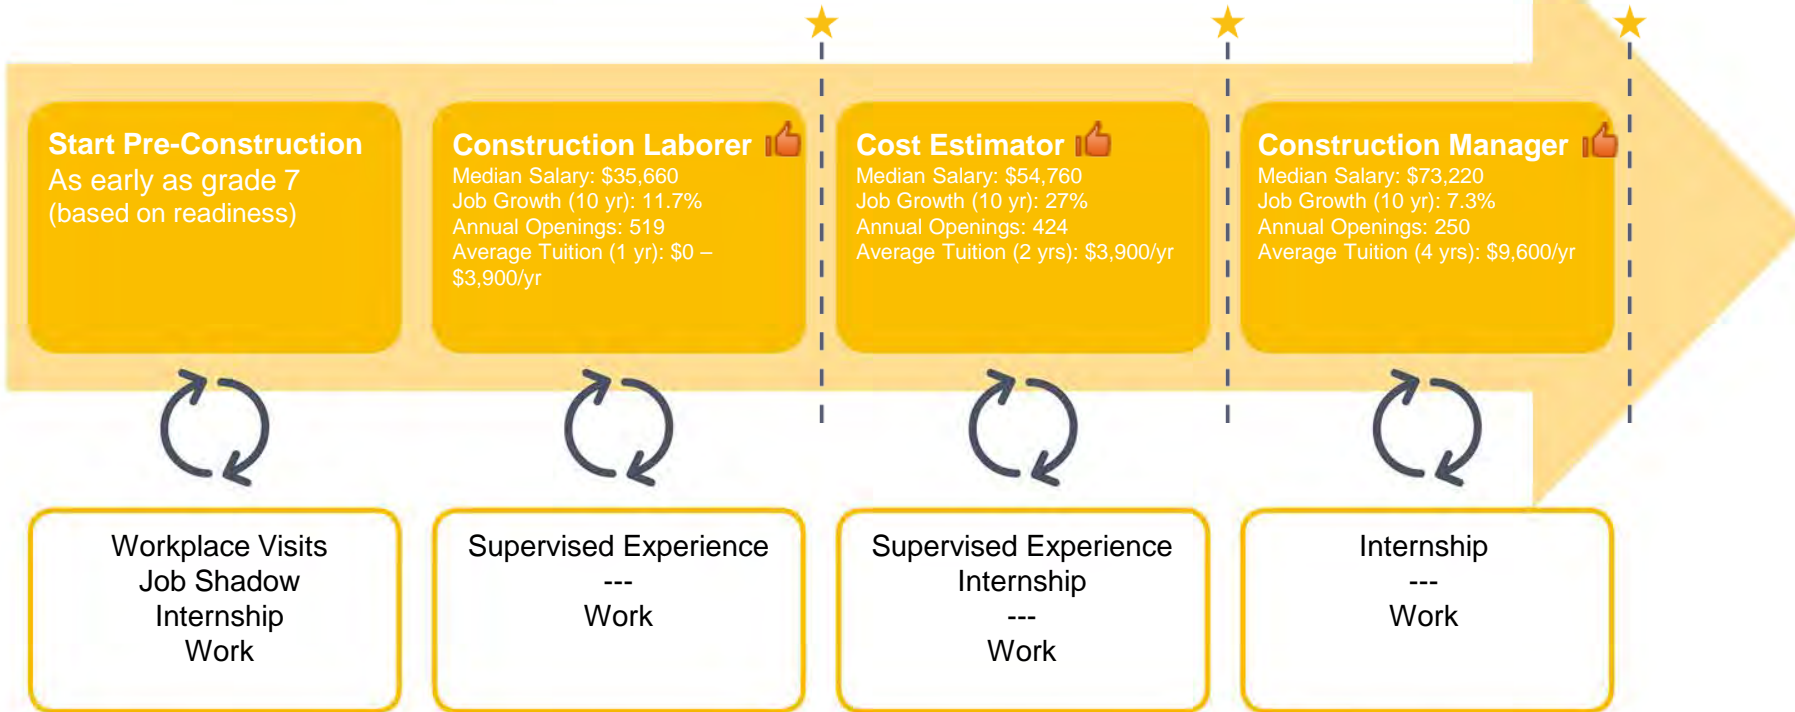 Start Pre-Construction
As early as grade 7
(based on readiness)
Construction Laborer
Median Salary: $35,660
Job Growth (10 yr): 11.7%
Annual Openings: 519
Average Tuition (1 yr): $0 –
$3,900/yr
Cost Estimator
Median Salary: $54,760
Job Growth (10 yr): 27%
Annual Openings: 424
Average Tuition (2 yrs): $3,900/yr
Construction Manager
Median Salary: $73,220
Job Growth (10 yr): 7.3%
Annual Openings: 250
Average Tuition (4 yrs): $9,600/yr
Workplace Visits
Job Shadow
Internship
Work
Supervised Experience
---
Work
Supervised Experience
Internship
---
Work
Internship
---
Work